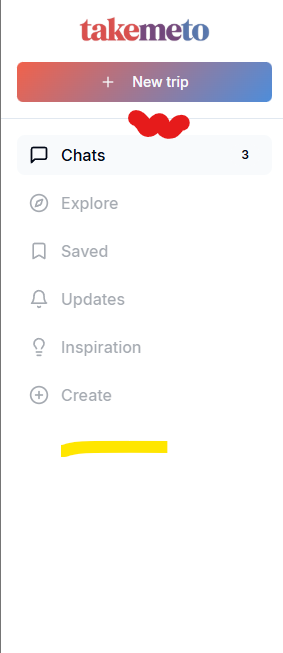 takemeto
New trip
Chats 3
Explore
Saved
Updates
Inspiration
Create